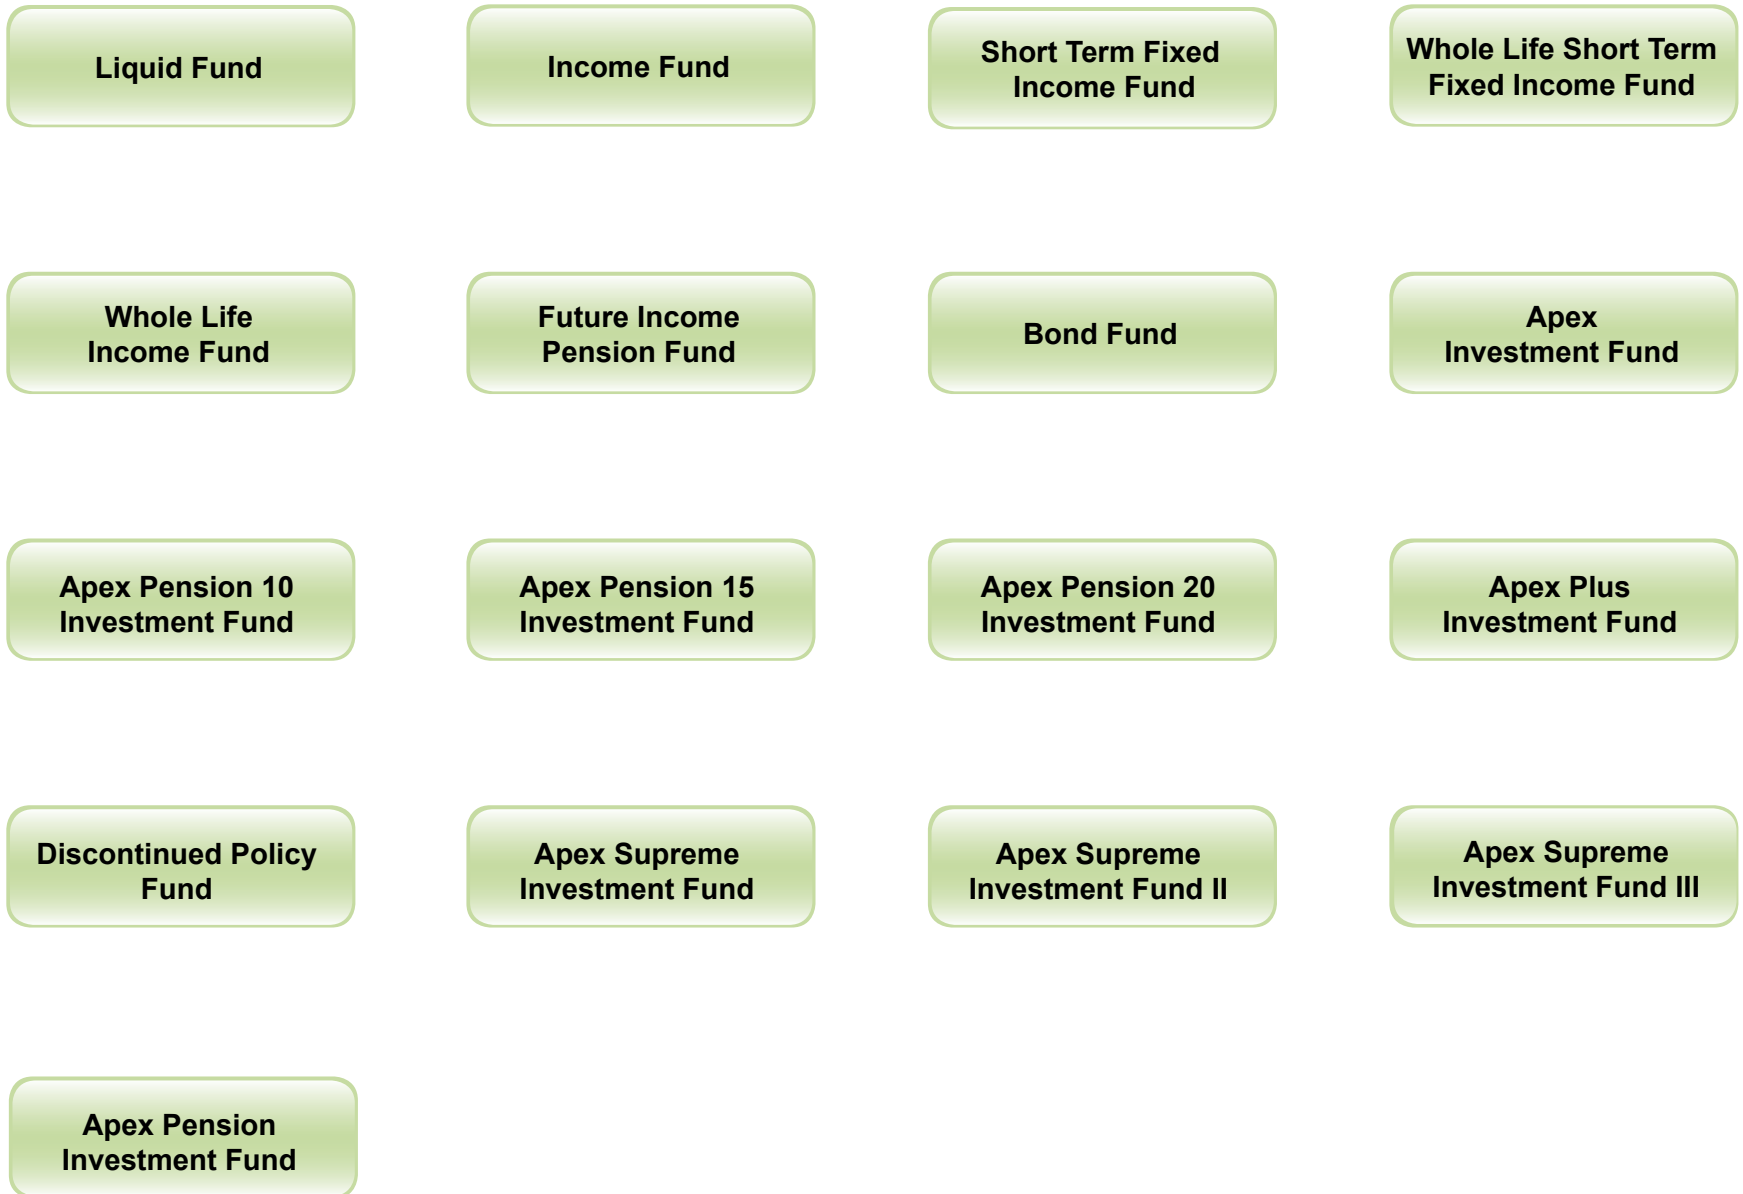 Liquid Fund
Income Fund
Short Term Fixed
Income Fund
Whole Life Short Term
Fixed Income Fund
Whole Life
Income Fund
Future Income
Pension Fund
Bond Fund
Apex
Investment Fund
Apex Pension 10
Investment Fund
Apex Pension 15
Investment Fund
Apex Pension 20
Investment Fund
Apex Plus
Investment Fund
Discontinued Policy
Fund
Apex Supreme
Investment Fund
Apex Supreme
Investment Fund II
Apex Supreme
Investment Fund III
Apex Pension
Investment Fund